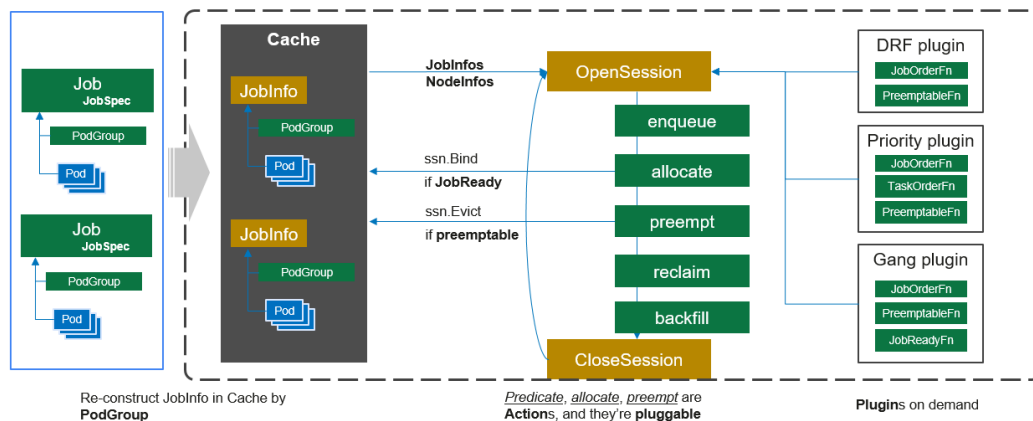 Job
JobSpec
PodGroup
Pod
Job
JobSpec
PodGroup
Pod
Cache
JobInfo
PodGroup
Pod
JobInfo
PodGroup
Pod
JobInfos
NodeInfos
ssn.Bind
if JobReady
ssn.Evict
if preemptable
OpenSession
enqueue
allocate
preempt
reclaim
backfill
CloseSession
DRF plugin
JobOrderFn
PreemptableFn
Priority plugin
JobOrderFn
TaskOrderFn
PreemptableFn
Gang plugin
JobOrderFn
PreemptableFn
JobReadyFn
Re-construct JobInfo in Cache by
PodGroup
Predicate, allocate, preempt are
Actions, and they're pluggable
Plugins on demand